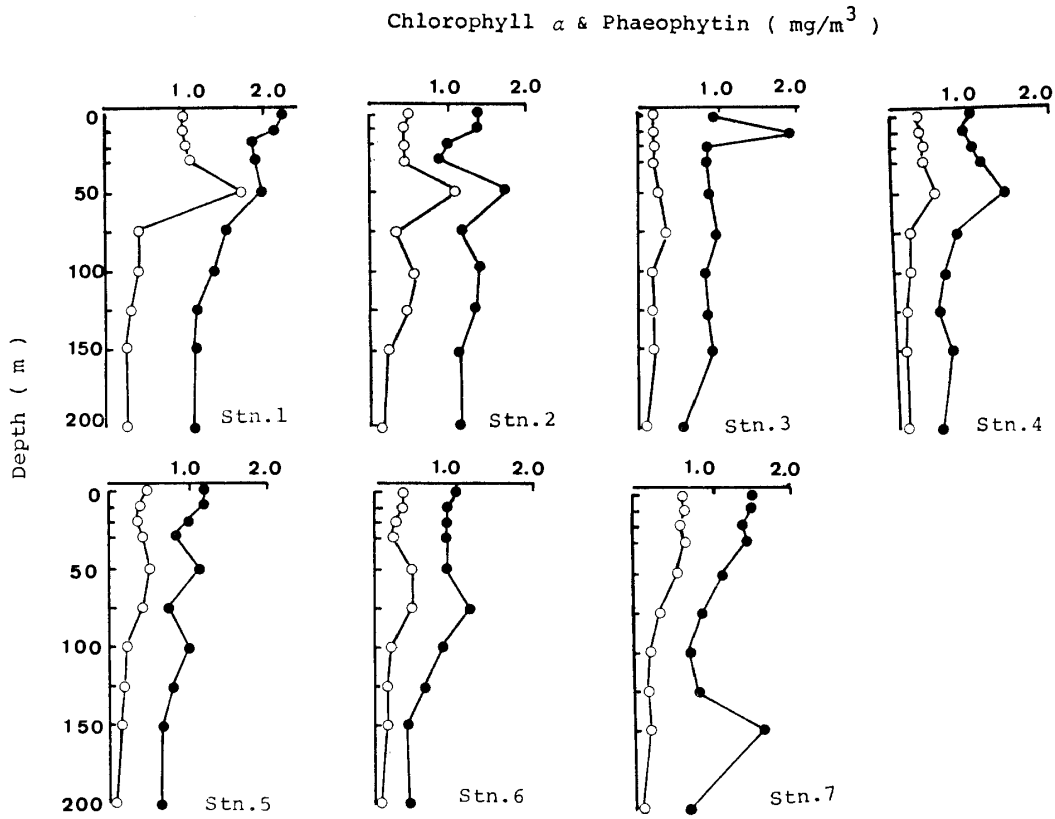 Chlorophyll α & Phaeophytin ( mg/m³ )
1.0 2.0 1.0 2.0 1.0 2.0 1.0 2.0
0
50
100
150
200
Stn.1 Stn.2 Stn.3 Stn.4
Depth ( m )
1.0 2.0 1.0 2.0 1.0 2.0
0
50
100
150
200
Stn.5 Stn.6 Stn.7